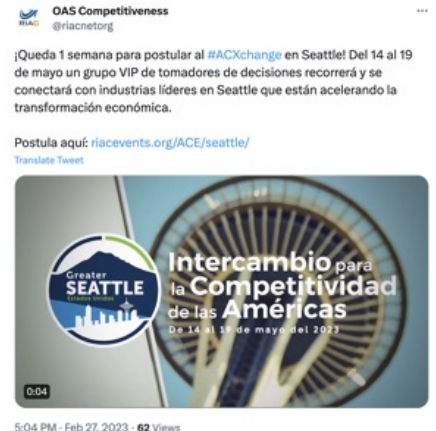 OAS Competitiveness
@riacnetorg
RIAC
¡Queda 1 semana para postular al #ACXchange en Seattle! Del 14 al 19
de mayo un grupo VIP de tomadores de decisiones recorrerá y se
conectará con industrias líderes en Seattle que están acelerando la
transformación económica.
Postula aquí: riacevents.org/ACE/seattle/
Translate Tweet
Greater
SEATTLE
Estados Unidos
Intercambio para
la Competitividad
de las Américas
De 14 al 19 de mayo del 2023
0:04
5:04 PM · Feb 27, 2023 · 62 Views